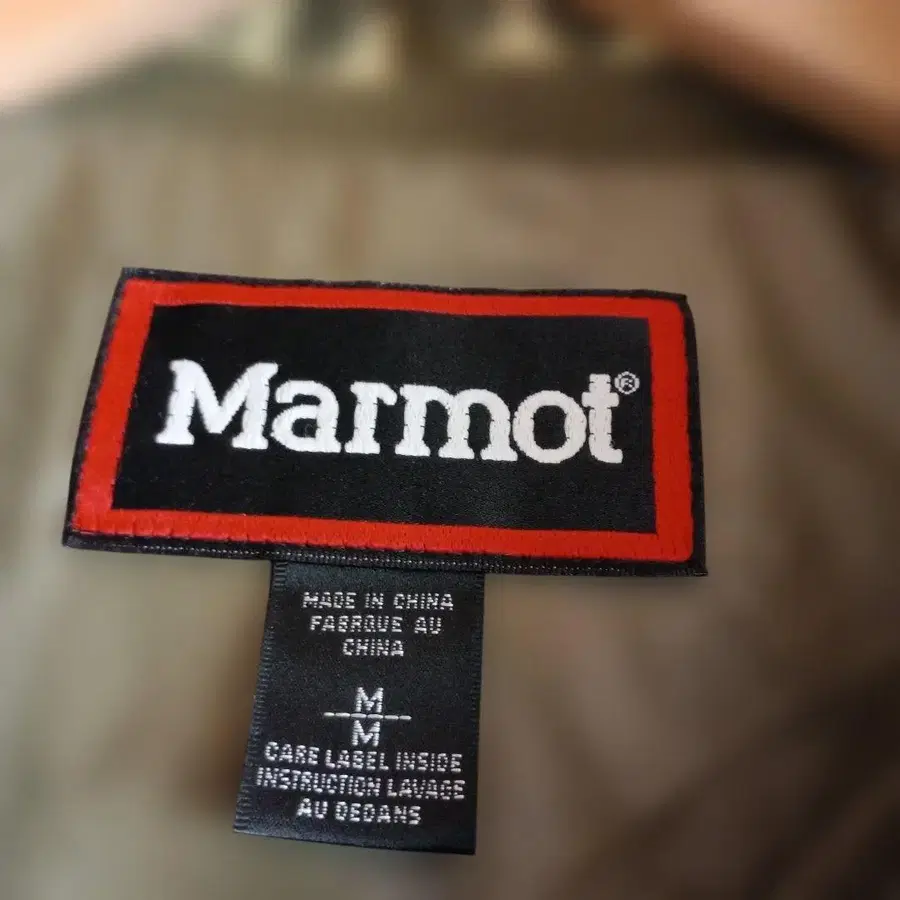 Marmot®
MADE IN CHINA
FABRQUE AU
CHINA
M
M
CARE LABEL INSIDE
INSTRUCTION LAVAGE
AU DEDANS